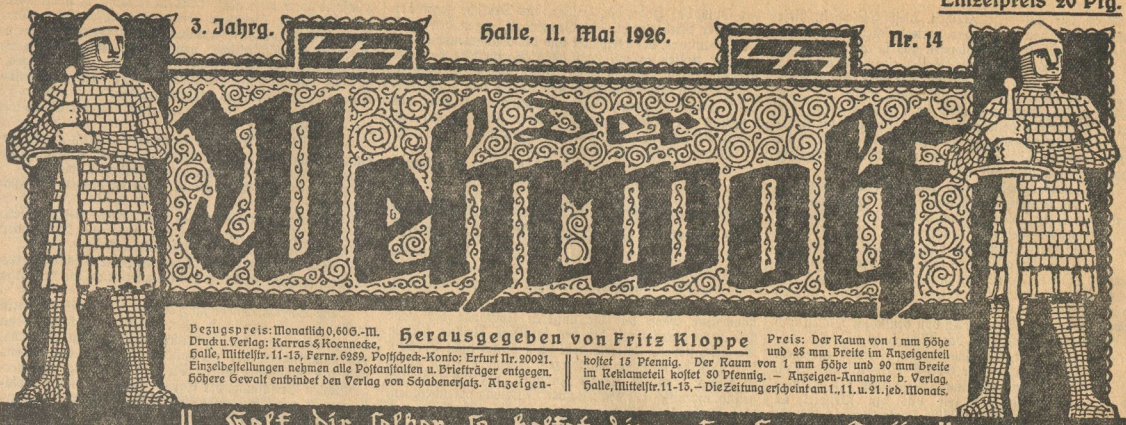 Einzelpreis 20 Pfg.
3. Jahrg.
Halle, 11. Mai 1926.
Nr. 14
Der
Wehrwolf
Bezugspreis: Monatlich 0,60 G.-M.
Druck u. Verlag: Karras & Koennecke,
Halle, Mittelstr. 11-13, Fernr. 6289. Postscheck-Konto: Erfurt Nr. 20021.
Einzelbestellungen nehmen alle Postanstalten u. Briefträger entgegen.
Höhere Gewalt entbindet den Verlag von Schadenersatz. Anzeigen-
Herausgegeben von Fritz Kloppe
Preis: Der Raum von 1 mm Höhe
und 28 mm Breite im Anzeigenteil
kostet 15 Pfennig. Der Raum von 1 mm Höhe und 90 mm Breite
im Reklameteil kostet 80 Pfennig. – Anzeigen-Annahme b. Verlag,
Halle, Mittelstr. 11-13. – Die Zeitung erscheint am 1., 11. u. 21. jed. Monats.